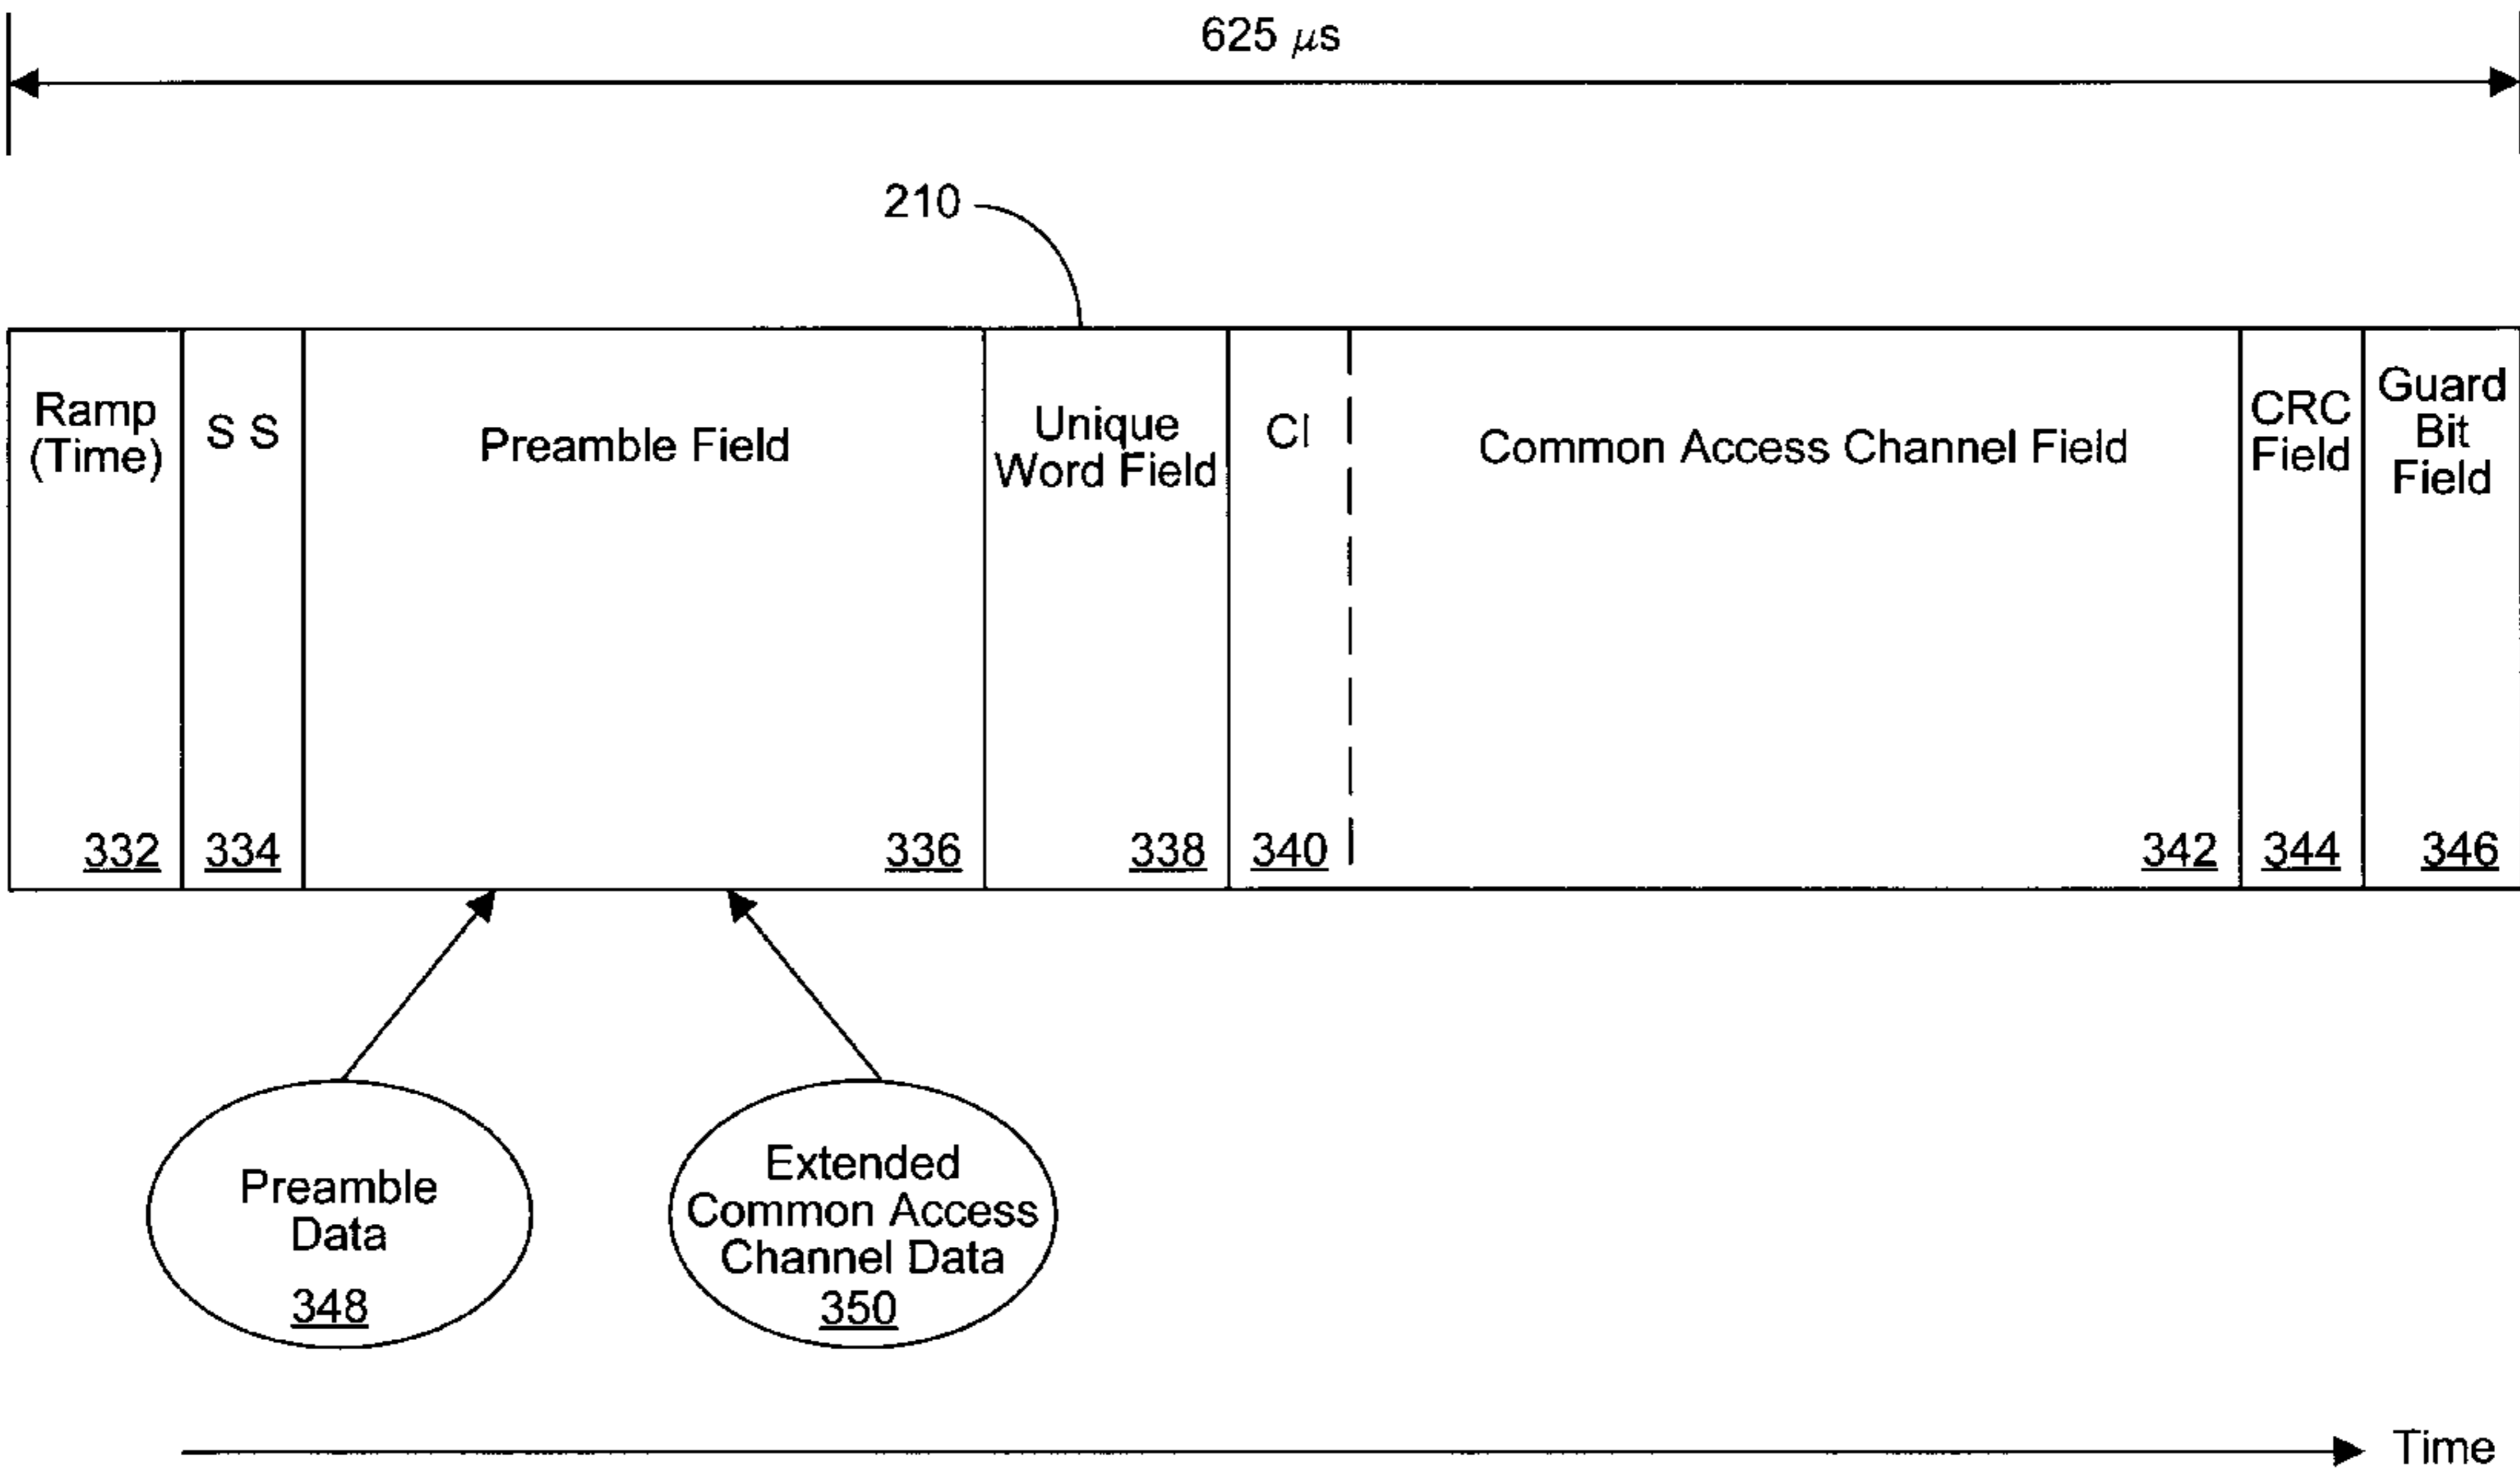 625 μs
210
Ramp
(Time)
332
S S
334
Preamble Field
336
Unique
Word Field
338
CI
340
Common Access Channel Field
342
CRC
Field
344
Guard
Bit
Field
346
Preamble
Data
348
Extended
Common Access
Channel Data
350
Time